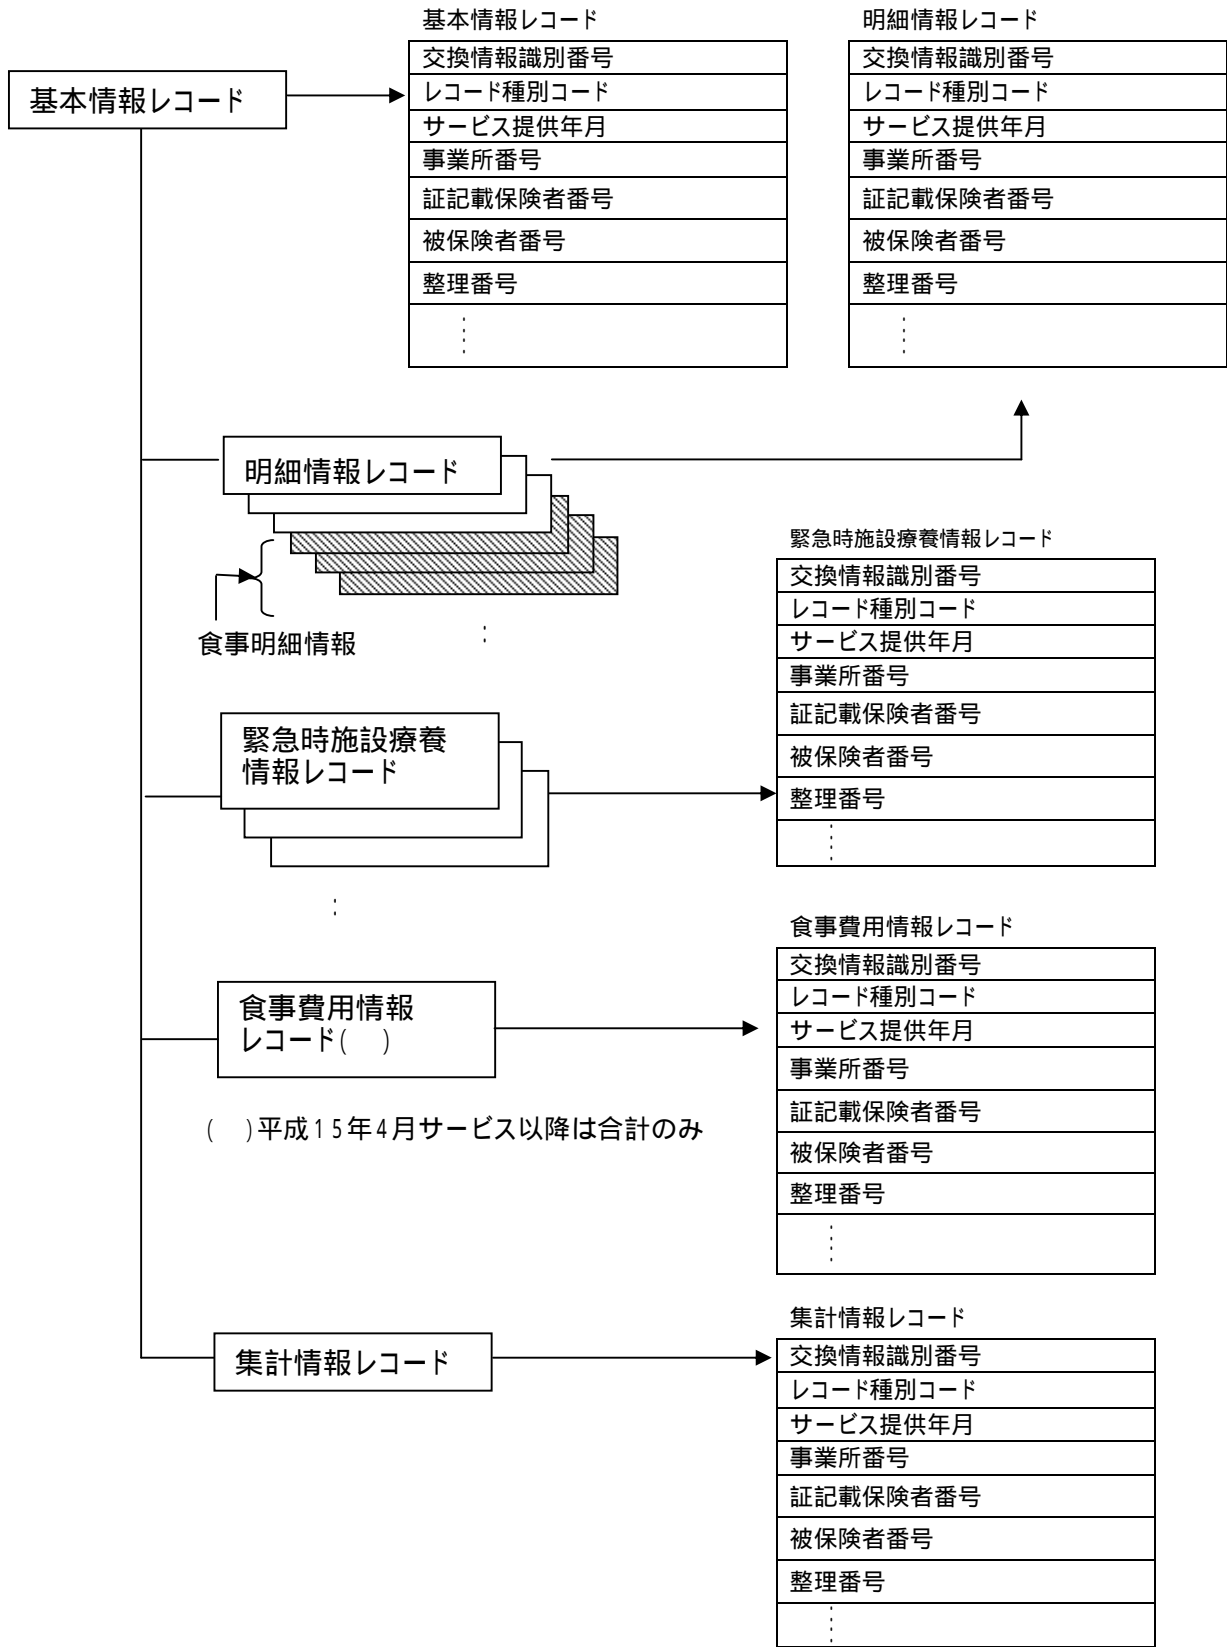 基本情報レコード
基本情報レコード
交換情報識別番号
レコード種別コード
サービス提供年月
事業所番号
証記載保険者番号
被保険者番号
整理番号
明細情報レコード
交換情報識別番号
レコード種別コード
サービス提供年月
事業所番号
証記載保険者番号
被保険者番号
整理番号
明細情報レコード
食事明細情報
緊急時施設療養情報レコード
交換情報識別番号
レコード種別コード
サービス提供年月
事業所番号
証記載保険者番号
被保険者番号
整理番号
緊急時施設療養
情報レコード
食事費用情報レコード
交換情報識別番号
レコード種別コード
サービス提供年月
事業所番号
証記載保険者番号
被保険者番号
整理番号
食事費用情報
レコード(　)
(　)平成15年4月サービス以降は合計のみ
集計情報レコード
集計情報レコード
交換情報識別番号
レコード種別コード
サービス提供年月
事業所番号
証記載保険者番号
被保険者番号
整理番号